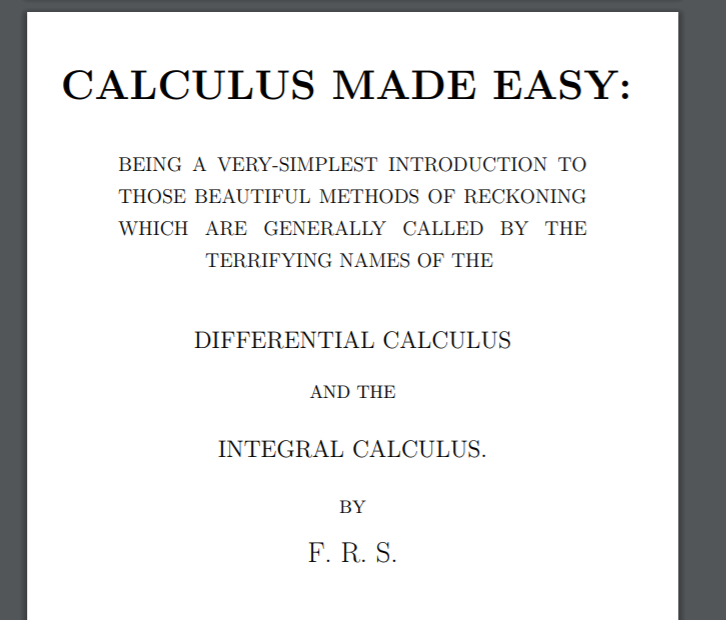 CALCULUS MADE EASY:
BEING A VERY-SIMPLEST INTRODUCTION TO
THOSE BEAUTIFUL METHODS OF RECKONING
WHICH ARE GENERALLY CALLED BY THE
TERRIFYING NAMES OF THE
DIFFERENTIAL CALCULUS
AND THE
INTEGRAL CALCULUS.
BY
F. R. S.